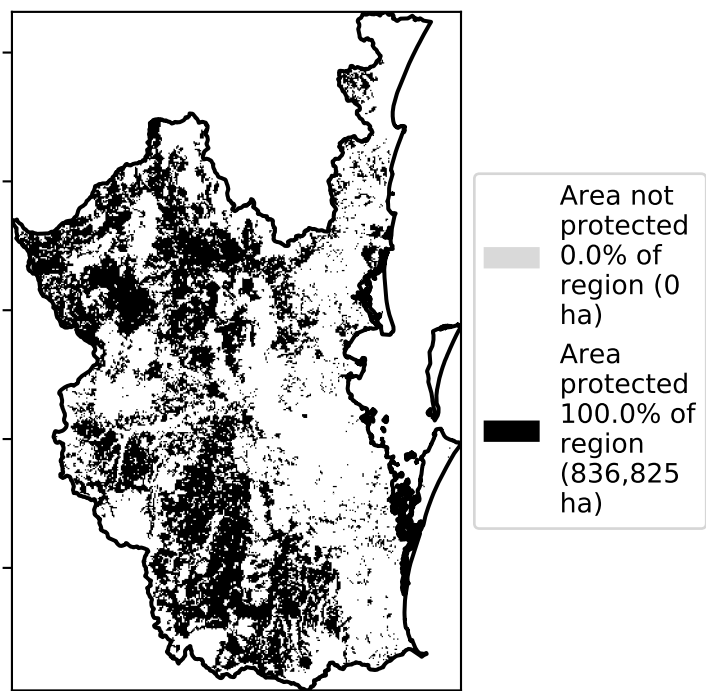 Area not
protected
0.0% of
region (0
ha)
Area
protected
100.0% of
region
(836,825
ha)